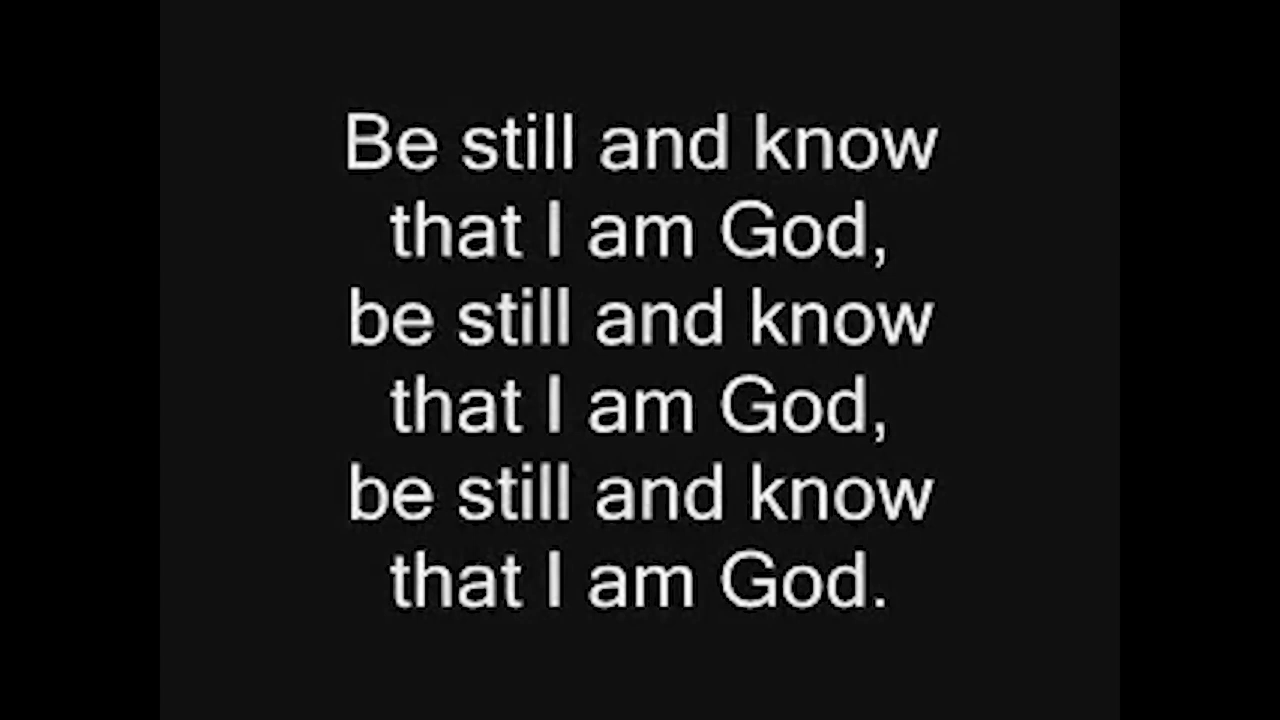 Be still and know
that I am God,
be still and know
that I am God,
be still and know
that I am God.